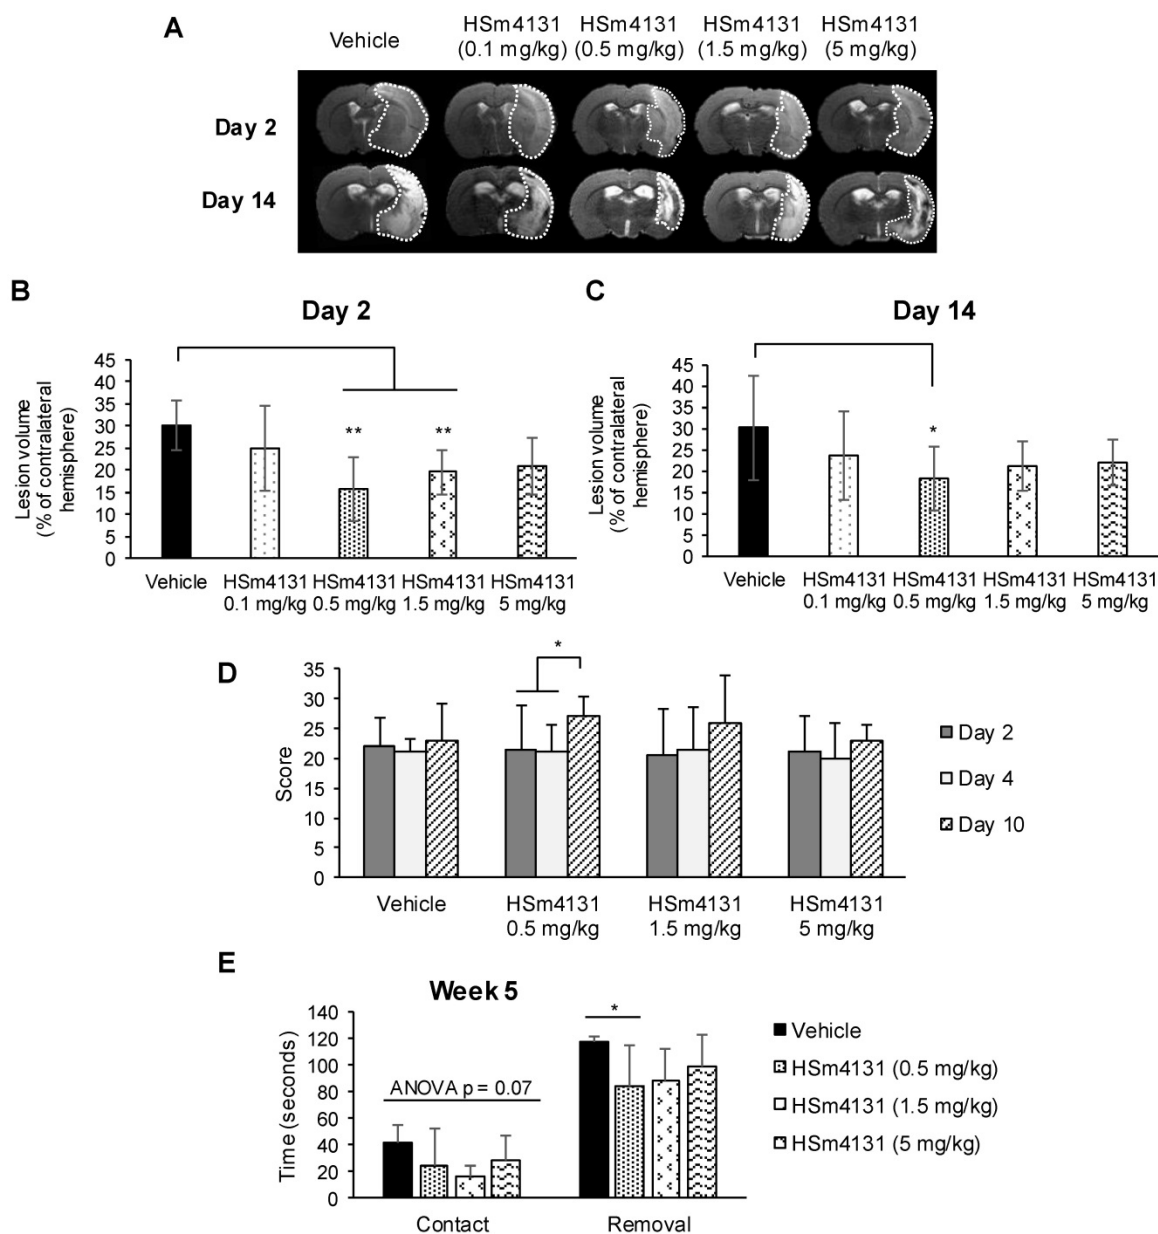 A
Vehicle
HSm4131
(0.1 mg/kg)
HSm4131
(0.5 mg/kg)
HSm4131
(1.5 mg/kg)
HSm4131
(5 mg/kg)
Day 2
Day 14
B
Day 2
Lesion volume
(% of contralateral
hemisphere)
45
40
35
30
25
20
15
10
5
0
**
**
Vehicle
HSm4131
0.1 mg/kg
HSm4131
0.5 mg/kg
HSm4131
1.5 mg/kg
HSm4131
5 mg/kg
C
Day 14
Lesion volume
(% of contralateral
hemisphere)
45
40
35
30
25
20
15
10
5
0
*
Vehicle
HSm4131
0.1 mg/kg
HSm4131
0.5 mg/kg
HSm4131
1.5 mg/kg
HSm4131
5 mg/kg
D
Score
35
30
25
20
15
10
5
0
*
Vehicle
HSm4131
0.5 mg/kg
HSm4131
1.5 mg/kg
HSm4131
5 mg/kg
Day 2
Day 4
Day 10
E
Week 5
Time (seconds)
140
120
100
80
60
40
20
0
ANOVA p = 0.07
*
Contact
Removal
Vehicle
HSm4131 (0.5 mg/kg)
HSm4131 (1.5 mg/kg)
HSm4131 (5 mg/kg)